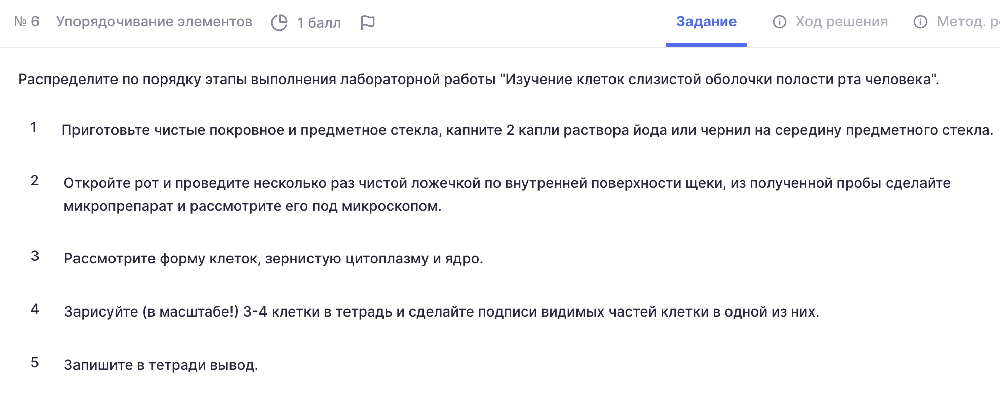 № 6 Упорядочивание элементов 1 балл Задание Ход решения Метод.
Распределите по порядку этапы выполнения лабораторной работы "Изучение клеток слизистой оболочки полости рта человека".
1 Приготовьте чистые покровное и предметное стекла, капните 2 капли раствора йода или чернил на середину предметного стекла.
2 Откройте рот и проведите несколько раз чистой ложечкой по внутренней поверхности щеки, из полученной пробы сделайте
микропрепарат и рассмотрите его под микроскопом.
3 Рассмотрите форму клеток, зернистую цитоплазму и ядро.
4 Зарисуйте (в масштабе!) 3-4 клетки в тетрадь и сделайте подписи видимых частей клетки в одной из них.
5 Запишите в тетради вывод.